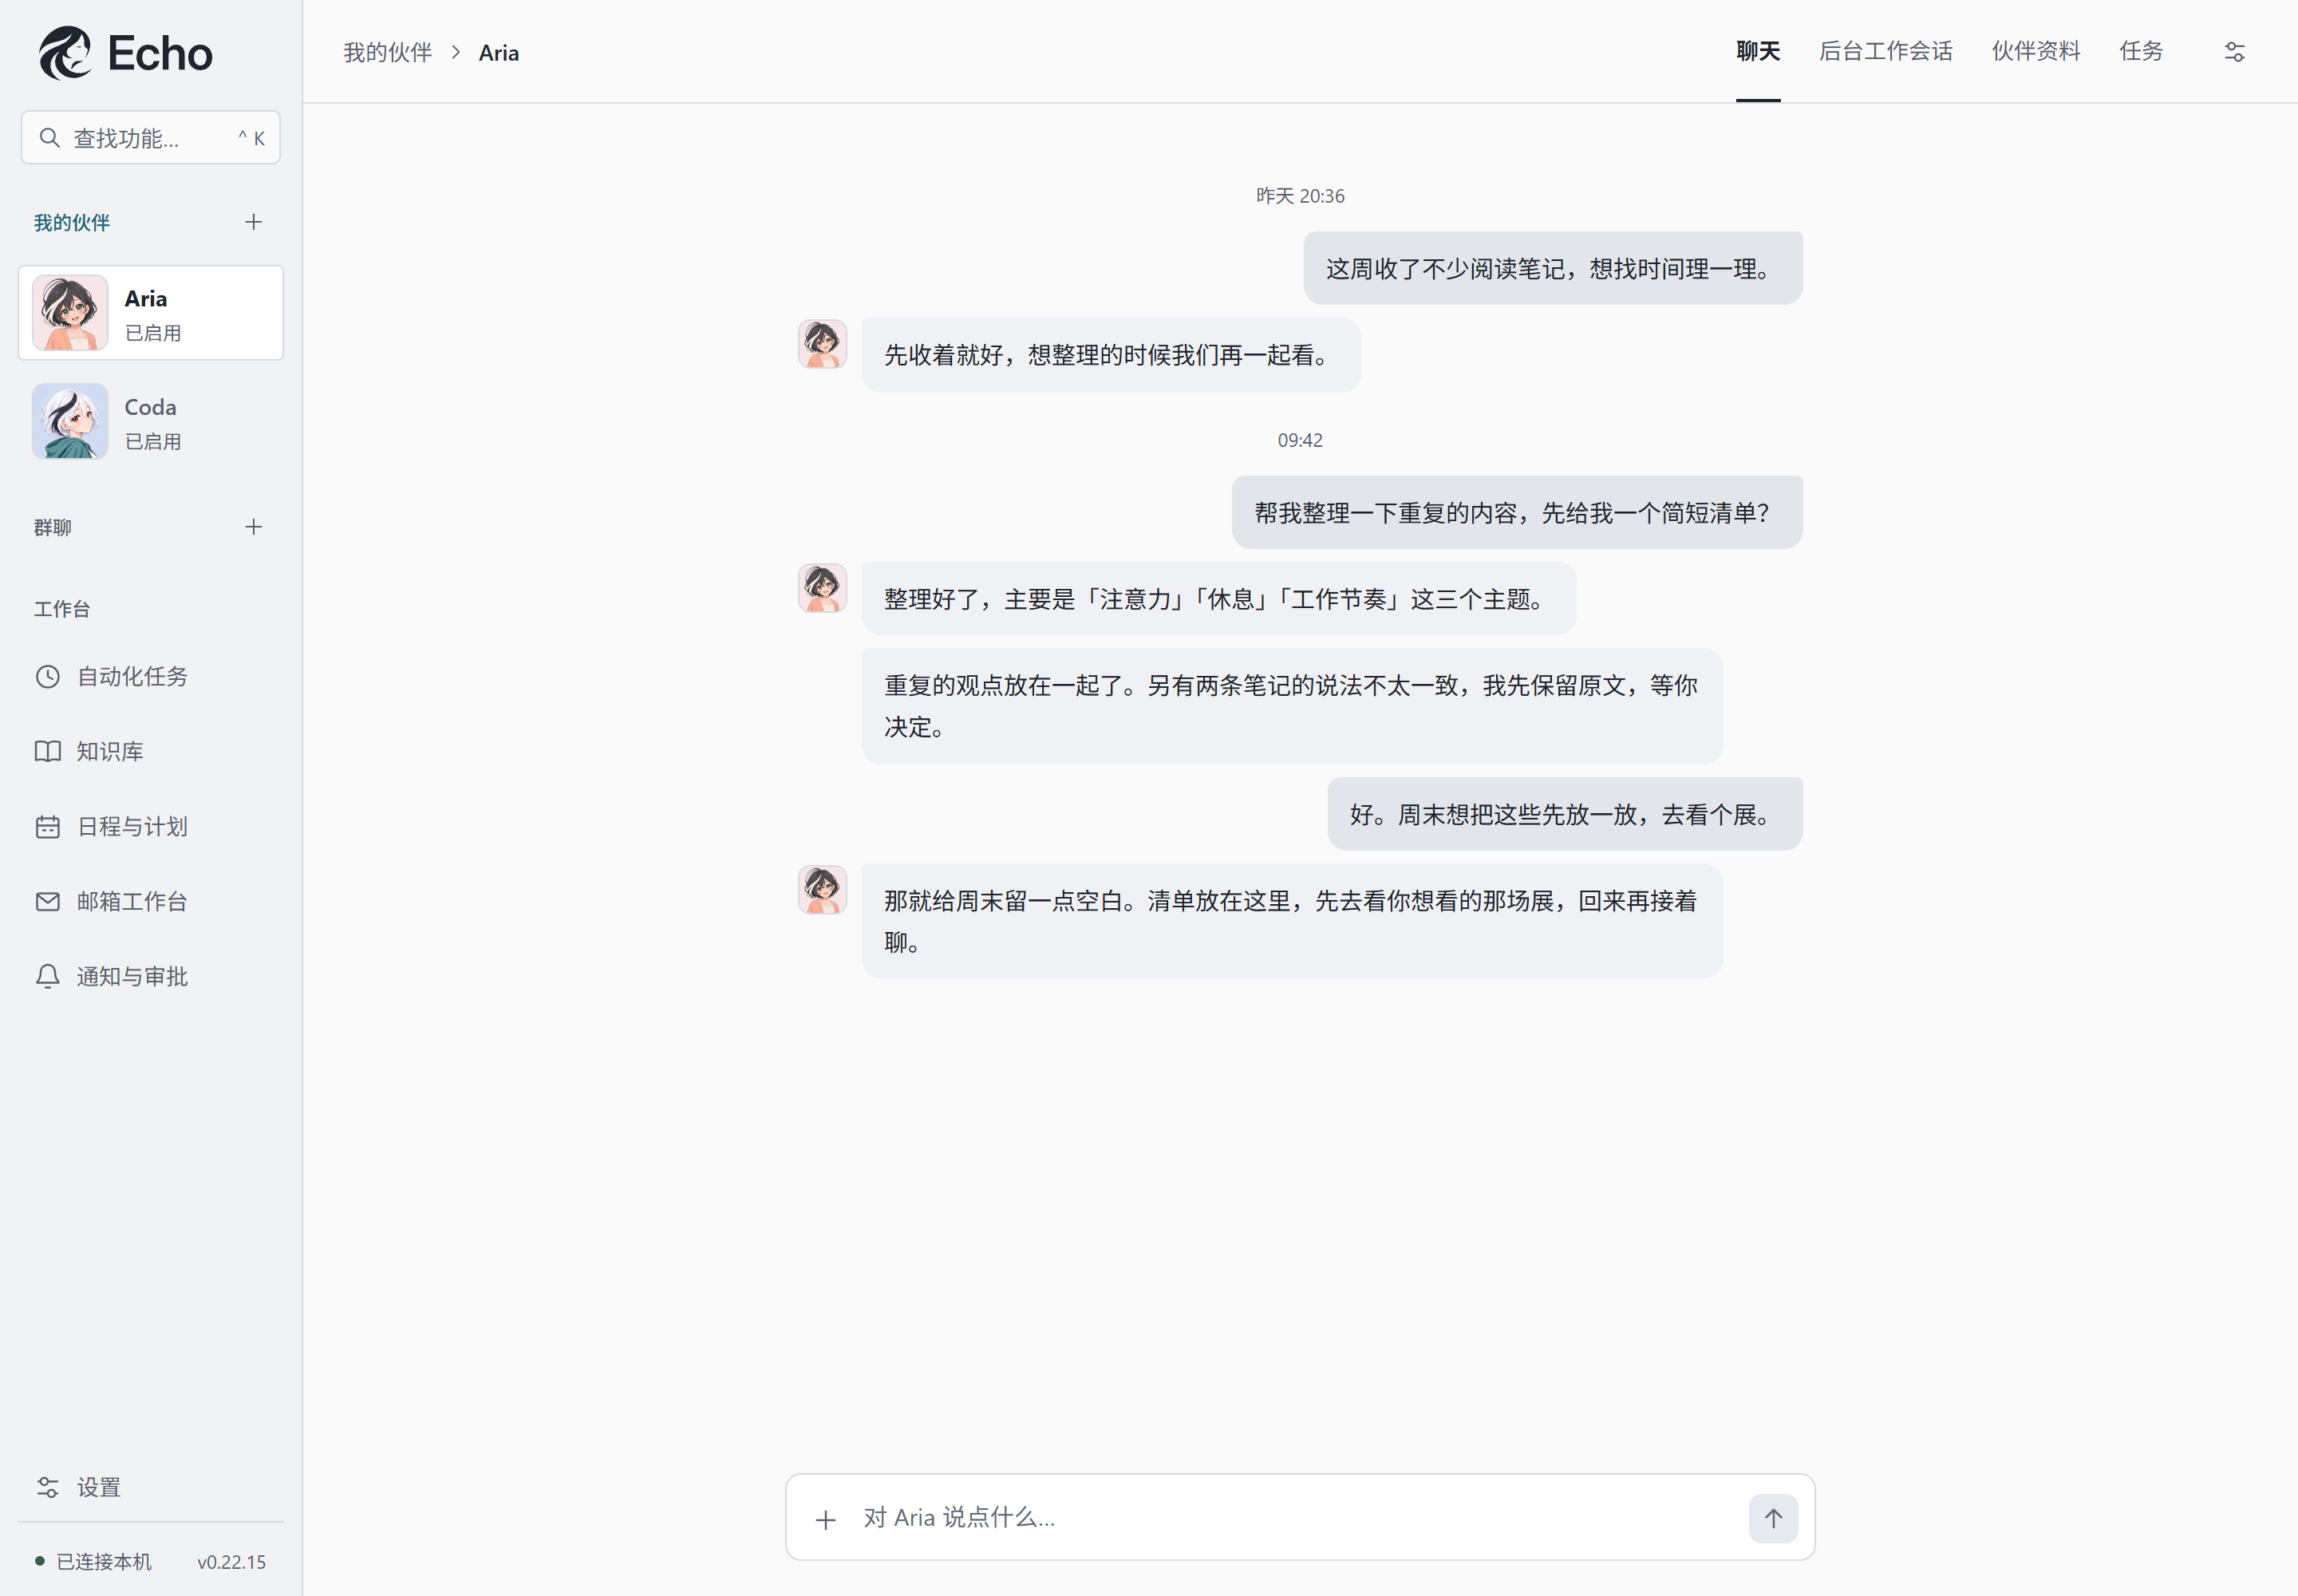 Echo
查找功能... ^ K
我的伙伴
Aria
已启用
Coda
已启用
群聊
工作台
自动化任务
知识库
日程与计划
邮箱工作台
通知与审批
设置
已连接本机 v0.22.15
我的伙伴 > Aria
聊天 后台工作会话 伙伴资料 任务
昨天 20:36
这周收了不少阅读笔记，想找时间理一理。
先收着就好，想整理的时候我们再一起看。
09:42
帮我整理一下重复的内容，先给我一个简短清单？
整理好了，主要是「注意力」「休息」「工作节奏」这三个主题。
重复的观点放在一起了。另有两条笔记的说法不太一致，我先保留原文，等你
决定。
好。周末想把这些先放一放，去看个展。
那就给周末留一点空白。清单放在这里，先去看你想看的那场展，回来再接着
聊。
对 Aria 说点什么...